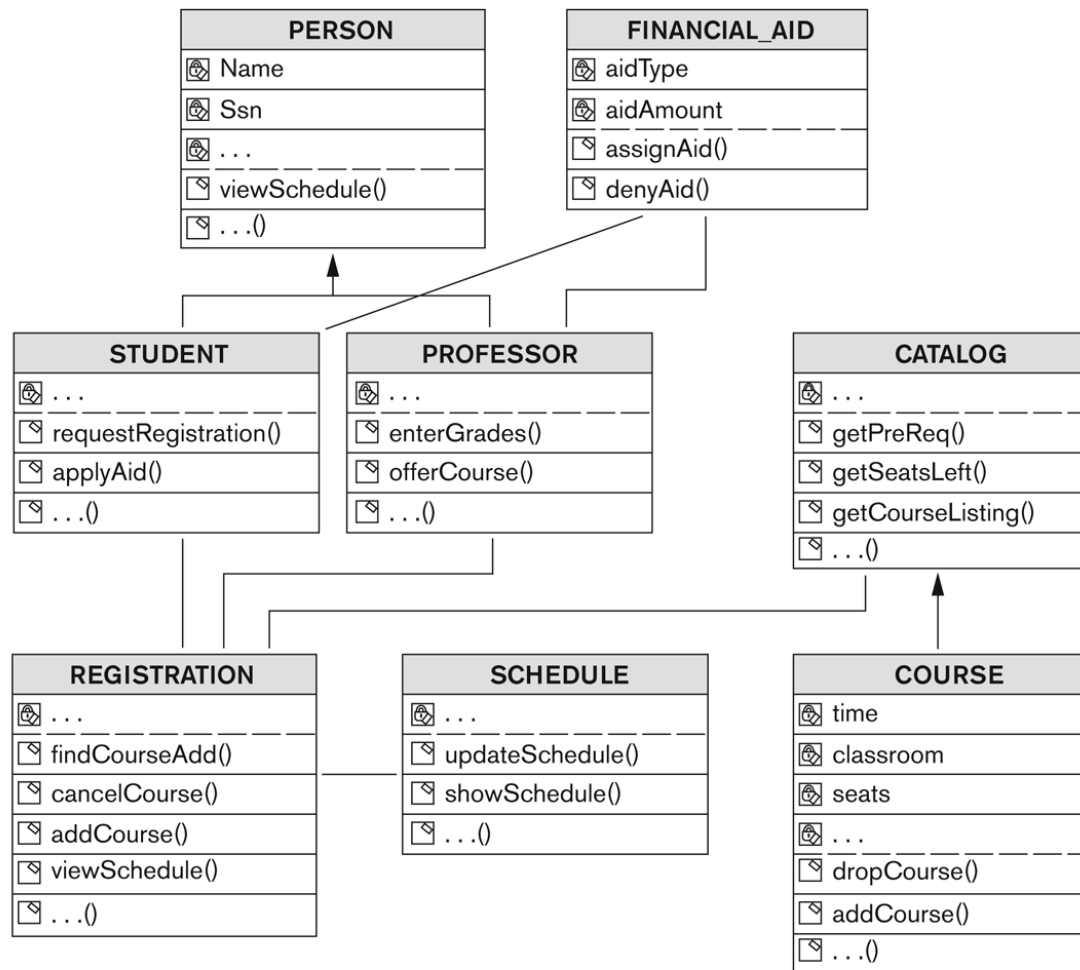 PERSON
Name
Ssn
. . .
viewSchedule()
. . .()
FINANCIAL_AID
aidType
aidAmount
assignAid()
denyAid()
STUDENT
. . .
requestRegistration()
applyAid()
. . .()
PROFESSOR
. . .
enterGrades()
offerCourse()
. . .()
CATALOG
. . .
getPreReq()
getSeatsLeft()
getCourseListing()
. . .()
REGISTRATION
. . .
findCourseAdd()
cancelCourse()
addCourse()
viewSchedule()
. . .()
SCHEDULE
. . .
updateSchedule()
showSchedule()
. . .()
COURSE
time
classroom
seats
. . .
dropCourse()
addCourse()
. . .()